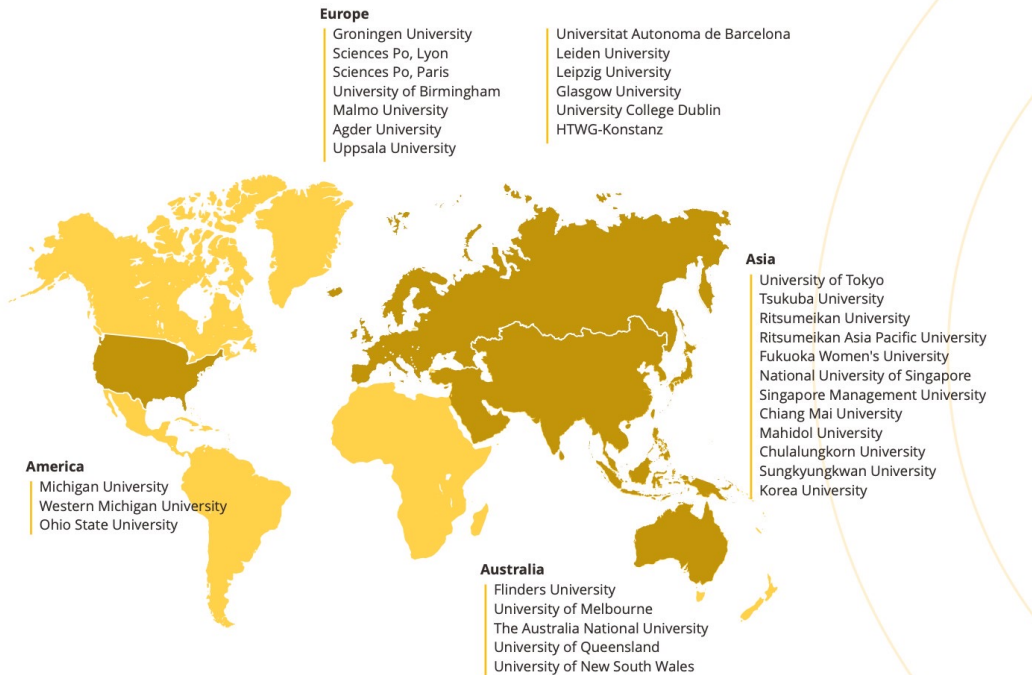 Europe
Groningen University
Sciences Po, Lyon
Sciences Po, Paris
University of Birmingham
Malmo University
Agder University
Uppsala University
Universitat Autonoma de Barcelona
Leiden University
Leipzig University
Glasgow University
University College Dublin
HTWG-Konstanz
Asia
University of Tokyo
Tsukuba University
Ritsumeikan University
Ritsumeikan Asia Pacific University
Fukuoka Women's University
National University of Singapore
Singapore Management University
Chiang Mai University
Mahidol University
Chulalungkorn University
Sungkyungkwan University
Korea University
America
Michigan University
Western Michigan University
Ohio State University
Australia
Flinders University
University of Melbourne
The Australia National University
University of Queensland
University of New South Wales